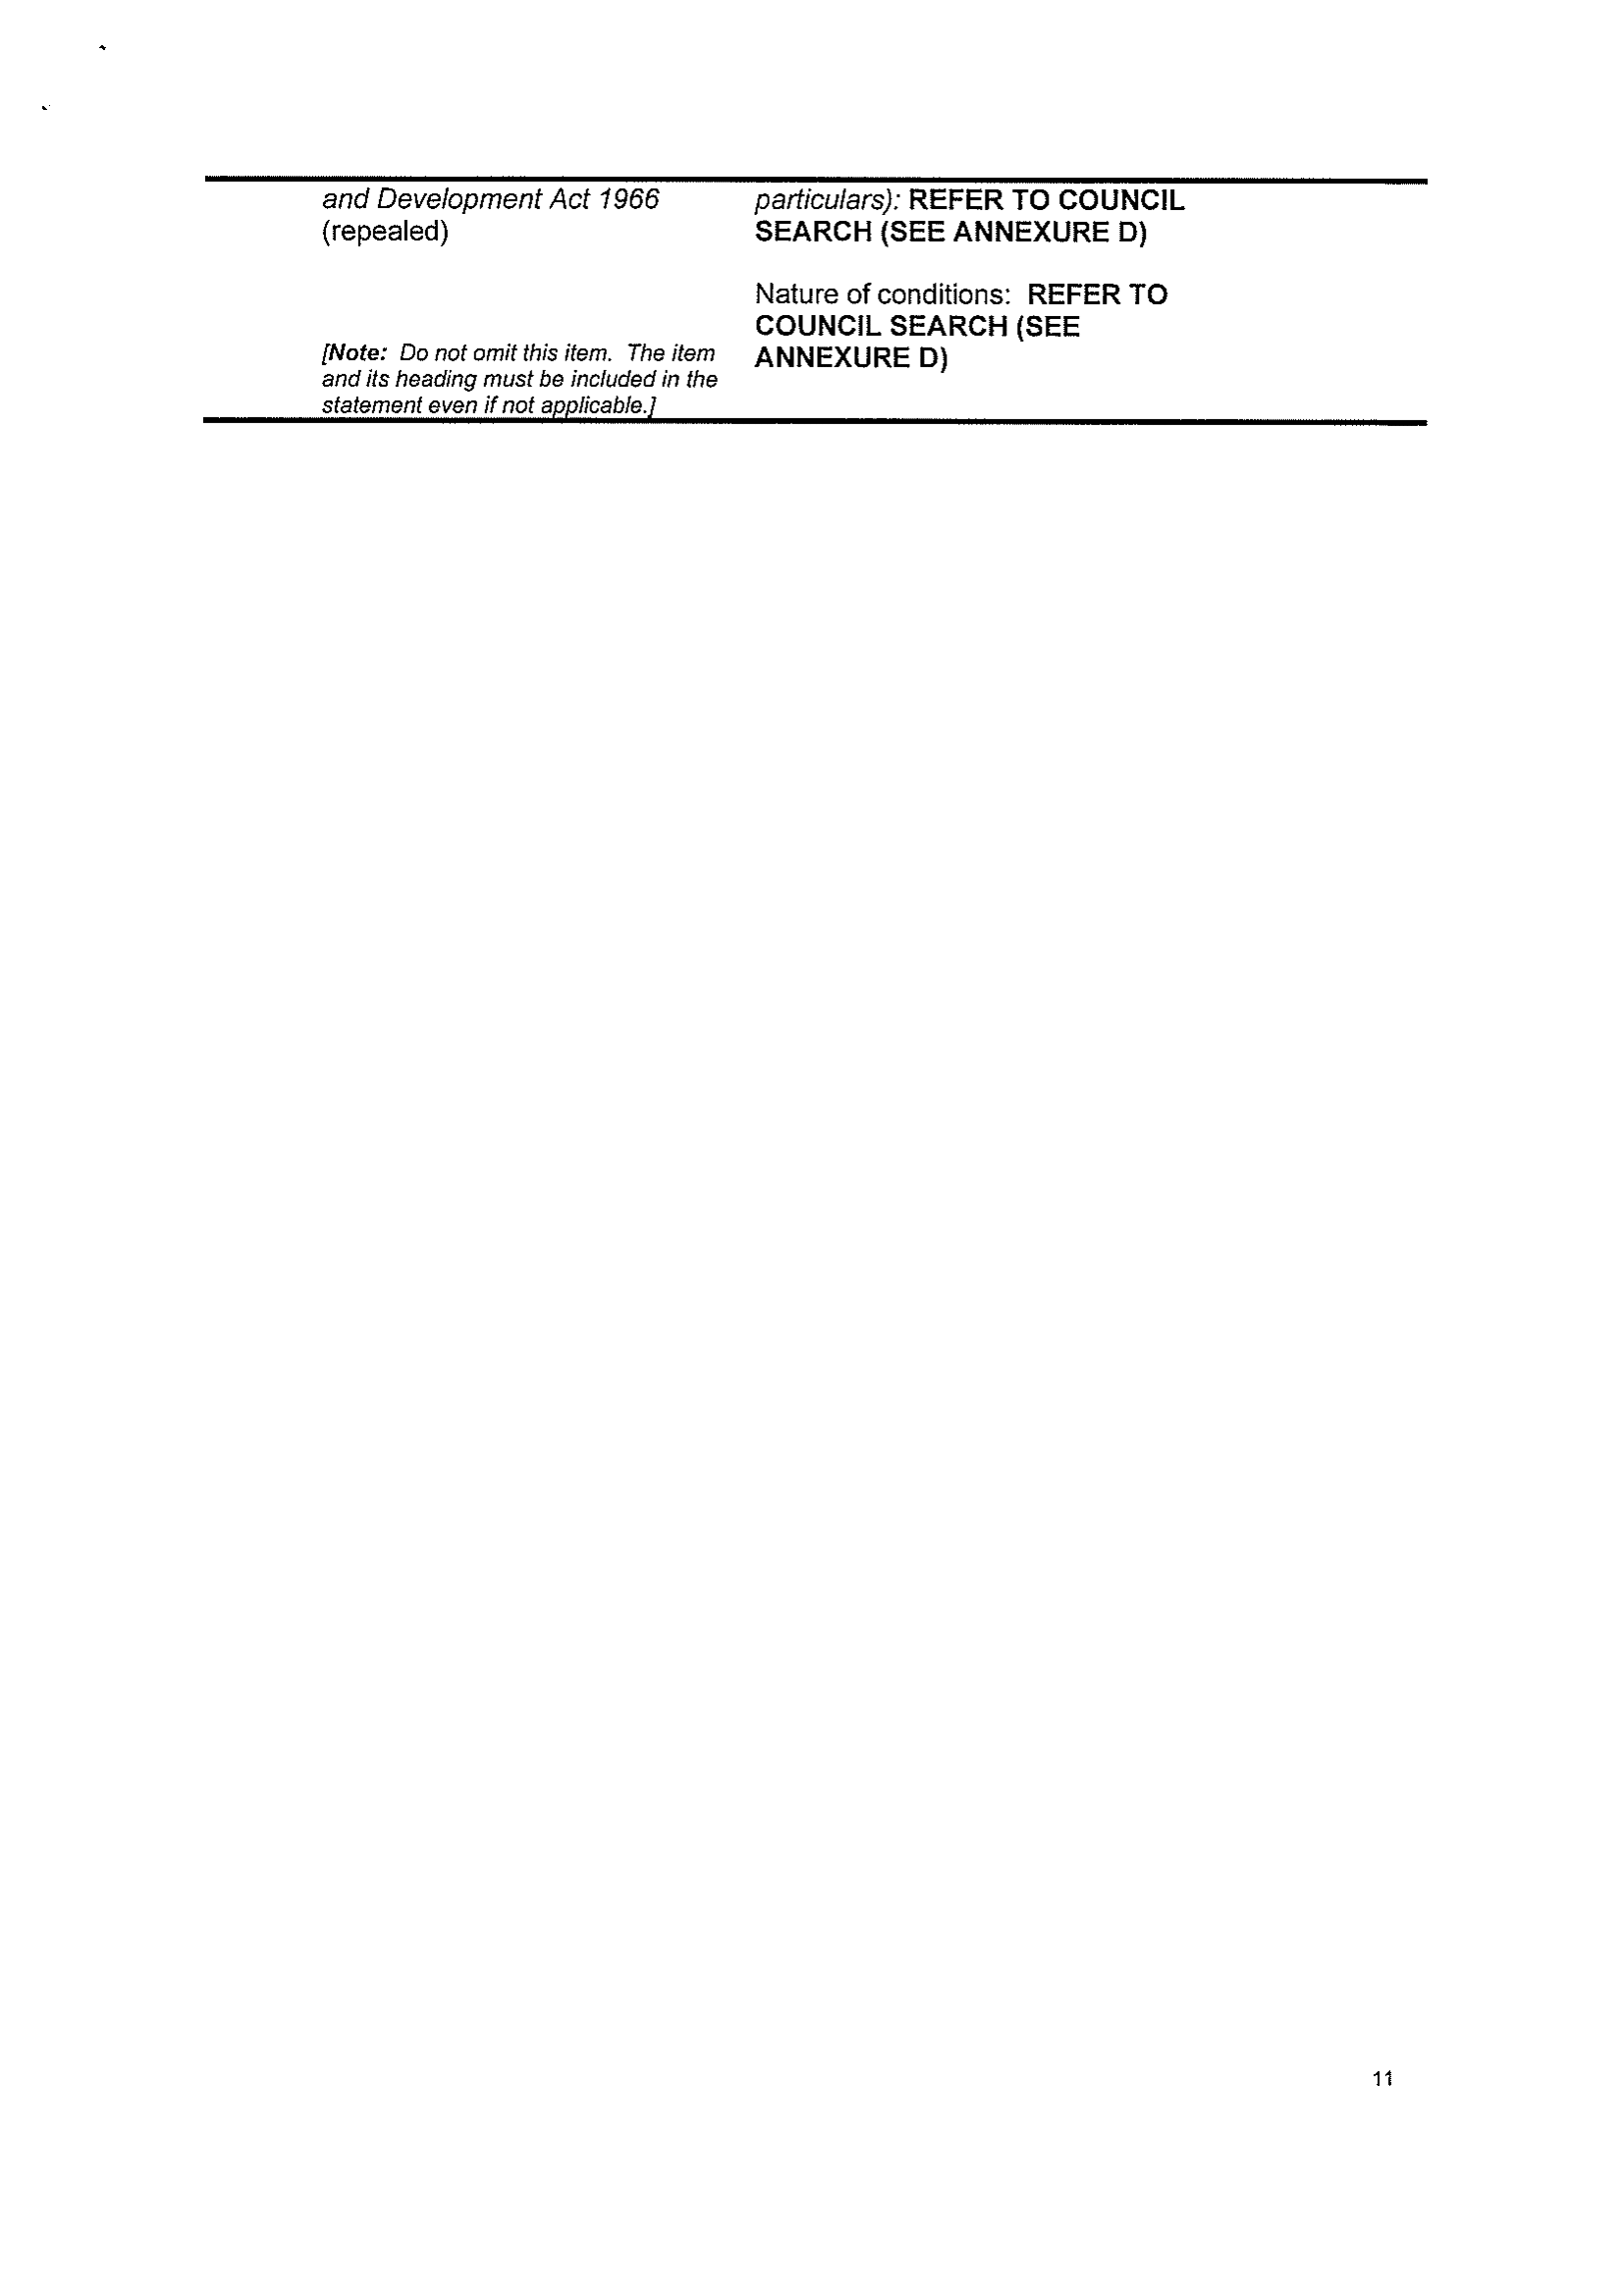 and Development Act 1966
(repealed)
[Note: Do not omit this item. The item
and its heading must be included in the
statement even if not applicable.]
particulars): REFER TO COUNCIL
SEARCH (SEE ANNEXURE D)
Nature of conditions: REFER TO
COUNCIL SEARCH (SEE
ANNEXURE D)
11